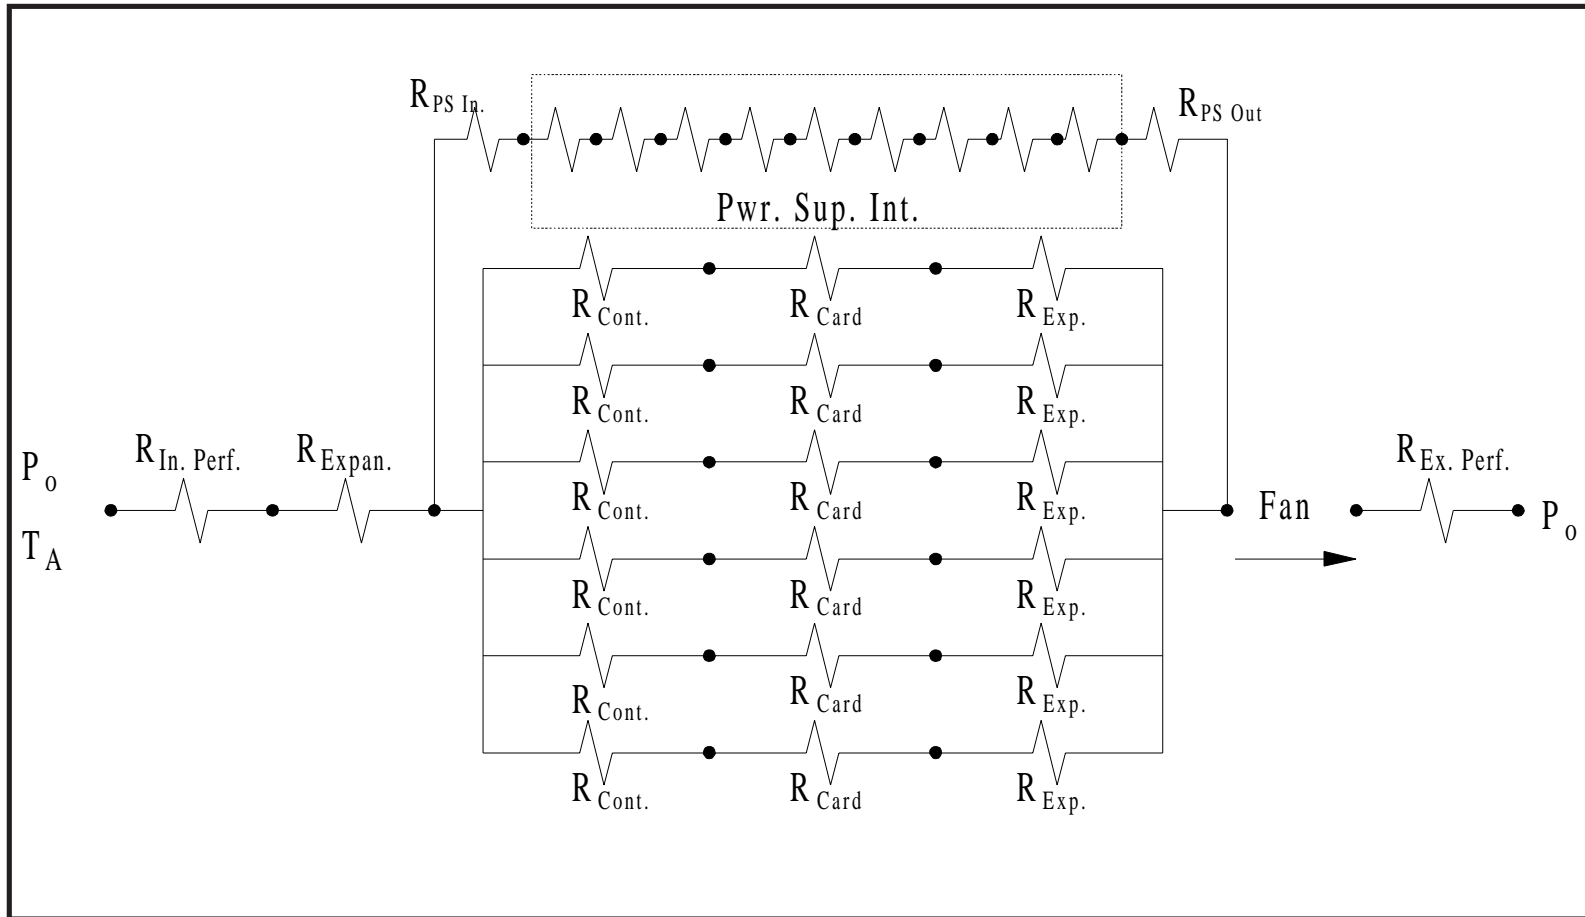 R PS In.
R PS Out
Pwr. Sup. Int.
R Cont. R Card R Exp.
R Cont. R Card R Exp.
P o R In. Perf. R Expan. R Ex. Perf.
R Cont. R Card R Exp.
Fan P o
T A
R Cont. R Card R Exp.
R Cont. R Card R Exp.
R Cont. R Card R Exp.